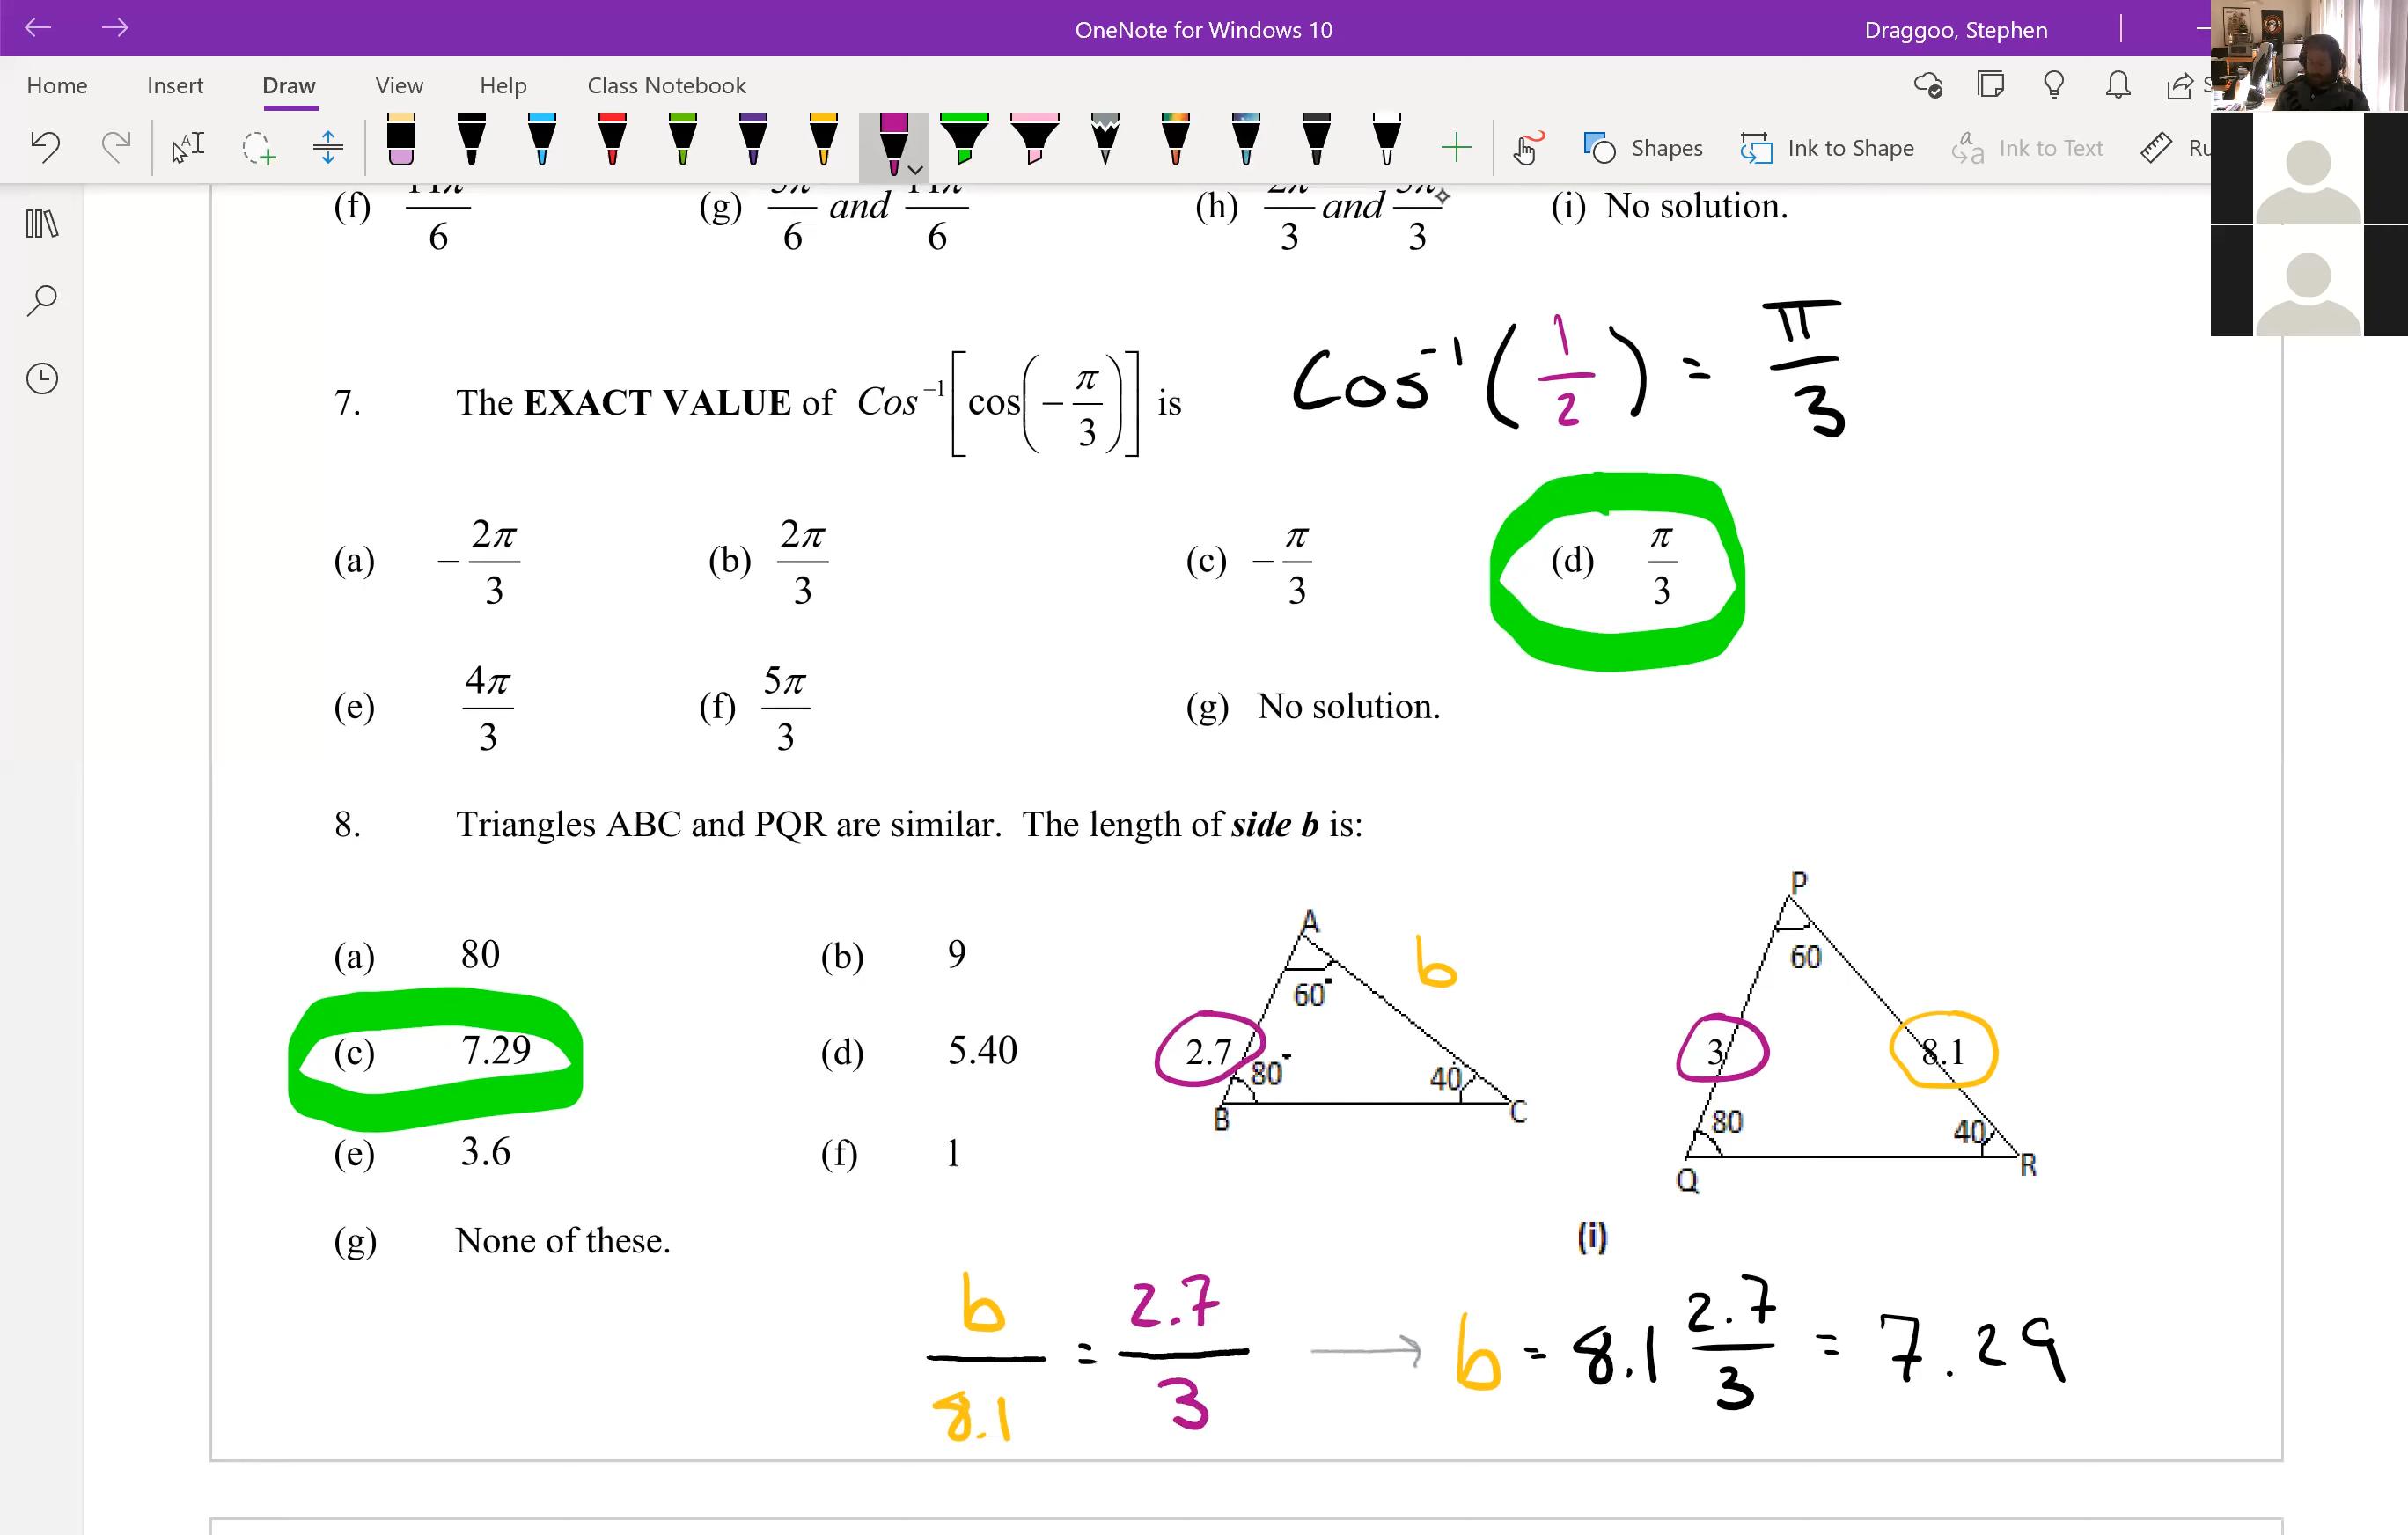 OneNote for Windows 10
Draggoo, Stephen
Home Insert Draw View Help Class Notebook
Shapes Ink to Shape Ink to Text
(f) 11π/6 (g) and 11π/6 (h) 2π/3 and (i) No solution.
7. The EXACT VALUE of Cos⁻¹[cos(−π/3)] is
Cos⁻¹(1/2) = π/3
(a) −2π/3 (b) 2π/3 (c) −π/3 (d) π/3
(e) 4π/3 (f) 5π/3 (g) No solution.
8. Triangles ABC and PQR are similar. The length of side b is:
(a) 80 (b) 9
(c) 7.29 (d) 5.40
(e) 3.6 (f) 1
(g) None of these.
A
b
60
2.7
80
40
B
C
P
60
3
8.1
80
40
Q
R
(i)
b/8.1 = 2.7/3 → b = 8.1 2.7/3 = 7.29